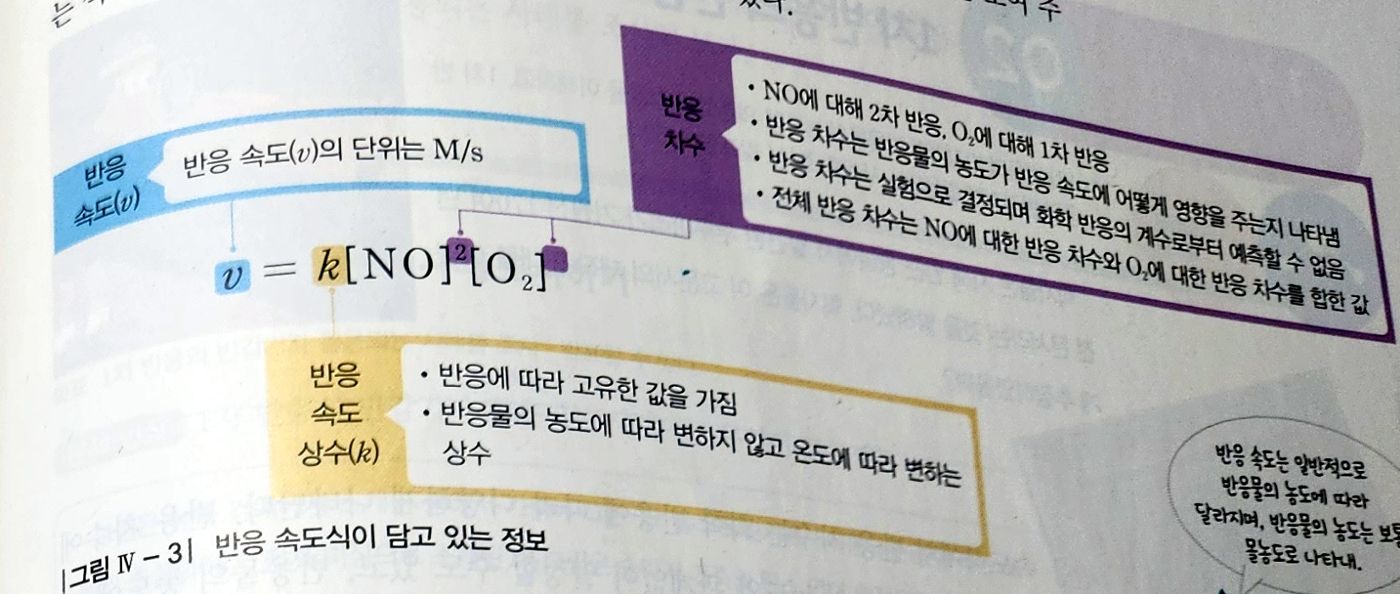 있다.
반응
속도(v)
반응 속도(v)의 단위는 M/s
반응
차수
• NO에 대해 2차 반응, O₂에 대해 1차 반응
• 반응 차수는 반응물의 농도가 반응 속도에 어떻게 영향을 주는지 나타냄
• 반응 차수는 실험으로 결정되며 화학 반응의 계수로부터 예측할 수 없음
• 전체 반응 차수는 NO에 대한 반응 차수와 O₂에 대한 반응 차수를 합한 값
v = k[NO]²[O₂]
반응
속도
상수(k)
• 반응에 따라 고유한 값을 가짐
• 반응물의 농도에 따라 변하지 않고 온도에 따라 변하는
상수
반응 속도는 일반적으로
반응물의 농도에 따라
달라지며, 반응물의 농도는 보통
몰농도로 나타내.
|그림 Ⅳ-3| 반응 속도식이 담고 있는 정보